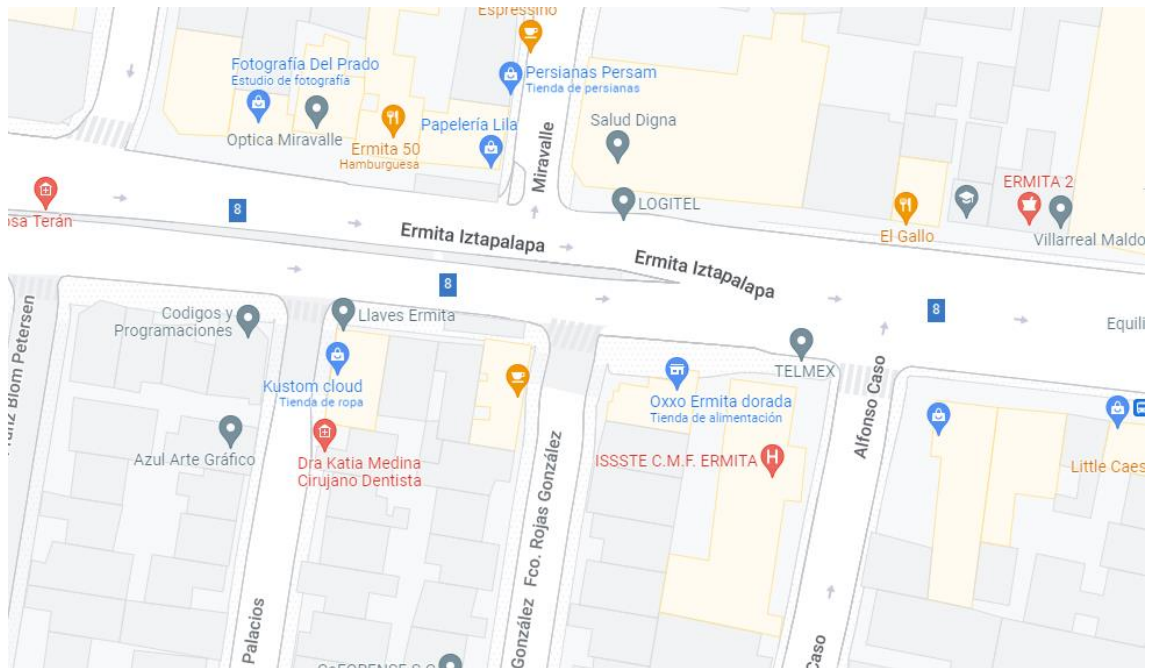 Espressino
Fotografía Del Prado
Estudio de fotografía
Persianas Persam
Tienda de persianas
Optica Miravalle
Papelería Lila
Ermita 50
Hamburguesa
Salud Digna
Miravalle
ERMITA 2
osa Terán
8
LOGITEL
El Gallo
Villarreal Maldo
Ermita Iztapalapa
Ermita Iztapalapa
8
8
Codigos y
Programaciones
Llaves Ermita
Equili
Franz Blom Petersen
Kustom cloud
Tienda de ropa
TELMEX
Oxxo Ermita dorada
Tienda de alimentación
Alfonso Caso
Azul Arte Gráfico
Dra Katia Medina
Cirujano Dentista
Fco. Rojas González
ISSSTE C.M.F. ERMITA
H
Little Caes
Palacios
González
Caso